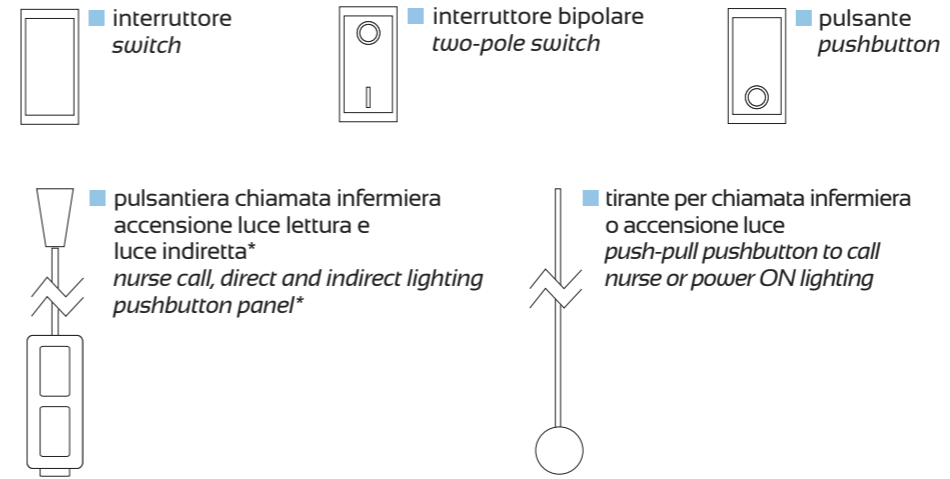 interruttore
switch
interruttore bipolare
two-pole switch
pulsante
pushbutton
pulsantiera chiamata infermiera
accensione luce lettura e
luce indiretta*
nurse call, direct and indirect lighting
pushbutton panel*
tirante per chiamata infermiera
o accensione luce
push-pull pushbutton to call
nurse or power ON lighting